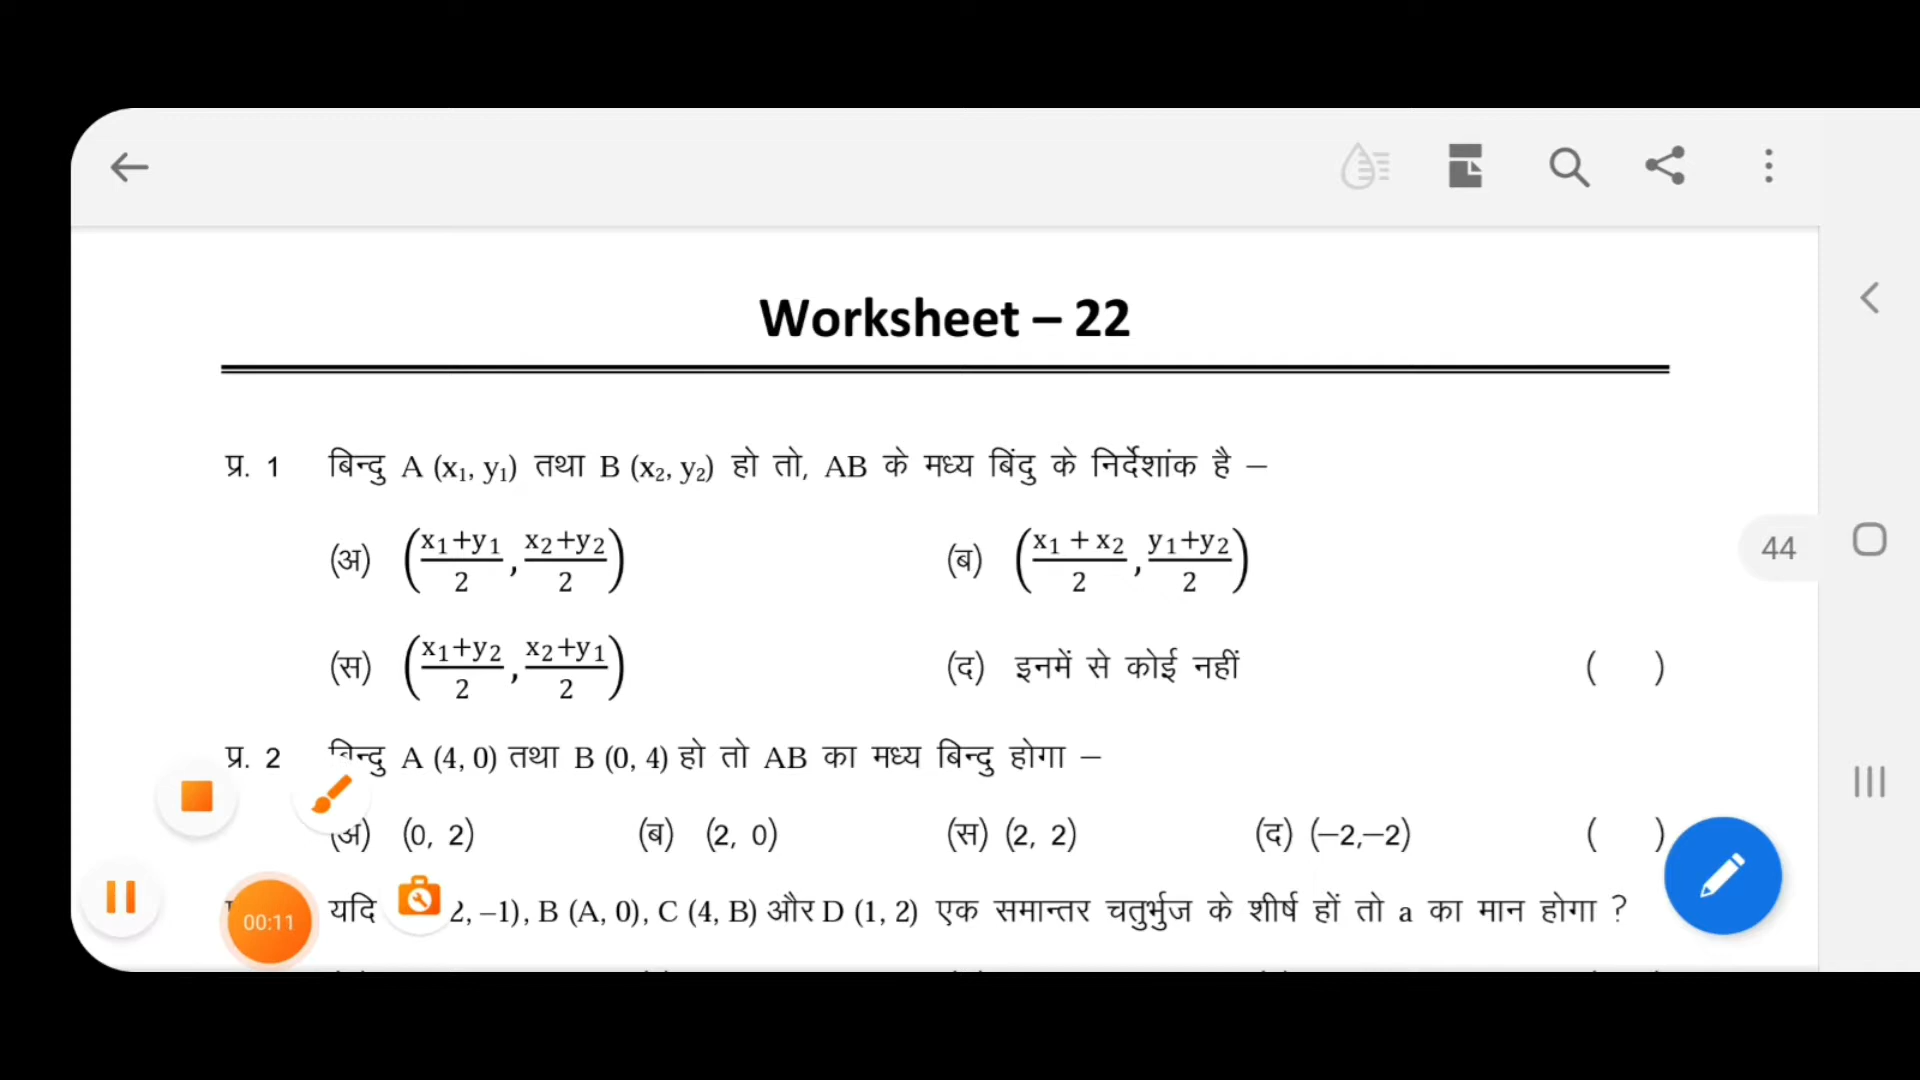 Worksheet – 22
प्र. 1 बिन्दु A (x₁, y₁) तथा B (x₂, y₂) हो तो, AB के मध्य बिंदु के निर्देशांक है –
(अ) (x₁+y₁/2, x₂+y₂/2) (ब) (x₁ + x₂/2, y₁+y₂/2)
(स) (x₁+y₂/2, x₂+y₁/2) (द) इनमें से कोई नहीं ( )
44
प्र. 2 बिन्दु A (4, 0) तथा B (0, 4) हो तो AB का मध्य बिन्दु होगा –
(अ) (0, 2) (ब) (2, 0) (स) (2, 2) (द) (–2,–2) ( )
यदि 2, –1), B (A, 0), C (4, B) और D (1, 2) एक समान्तर चतुर्भुज के शीर्ष हों तो a का मान होगा ?
00:11